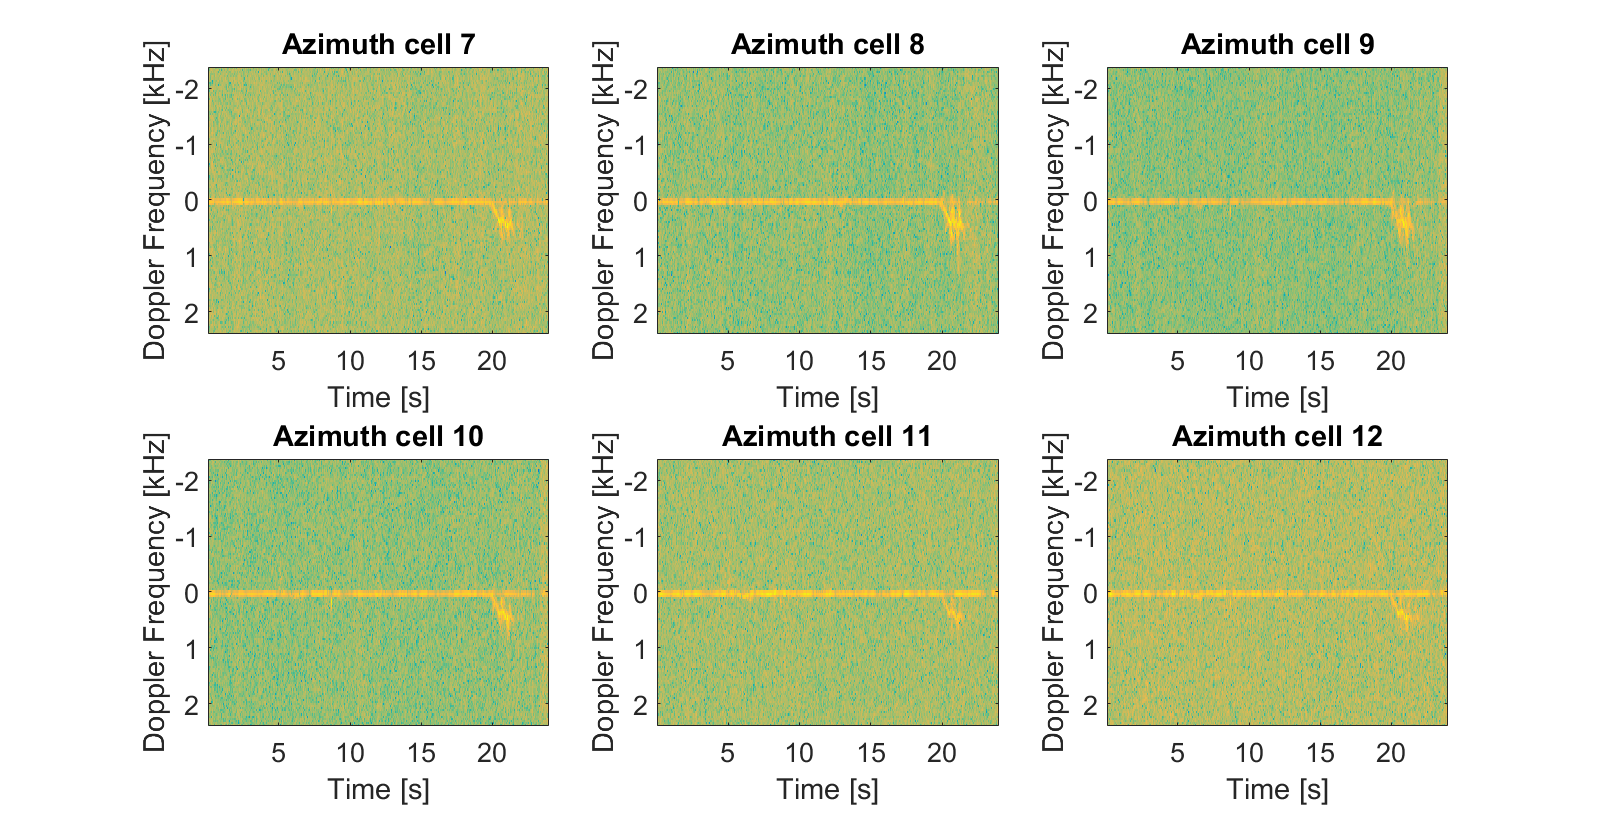 Azimuth cell 7
Doppler Frequency [kHz]
-2
-1
0
1
2
5 10 15 20
Time [s]
Azimuth cell 8
Doppler Frequency [kHz]
-2
-1
0
1
2
5 10 15 20
Time [s]
Azimuth cell 9
Doppler Frequency [kHz]
-2
-1
0
1
2
5 10 15 20
Time [s]
Azimuth cell 10
Doppler Frequency [kHz]
-2
-1
0
1
2
5 10 15 20
Time [s]
Azimuth cell 11
Doppler Frequency [kHz]
-2
-1
0
1
2
5 10 15 20
Time [s]
Azimuth cell 12
Doppler Frequency [kHz]
-2
-1
0
1
2
5 10 15 20
Time [s]